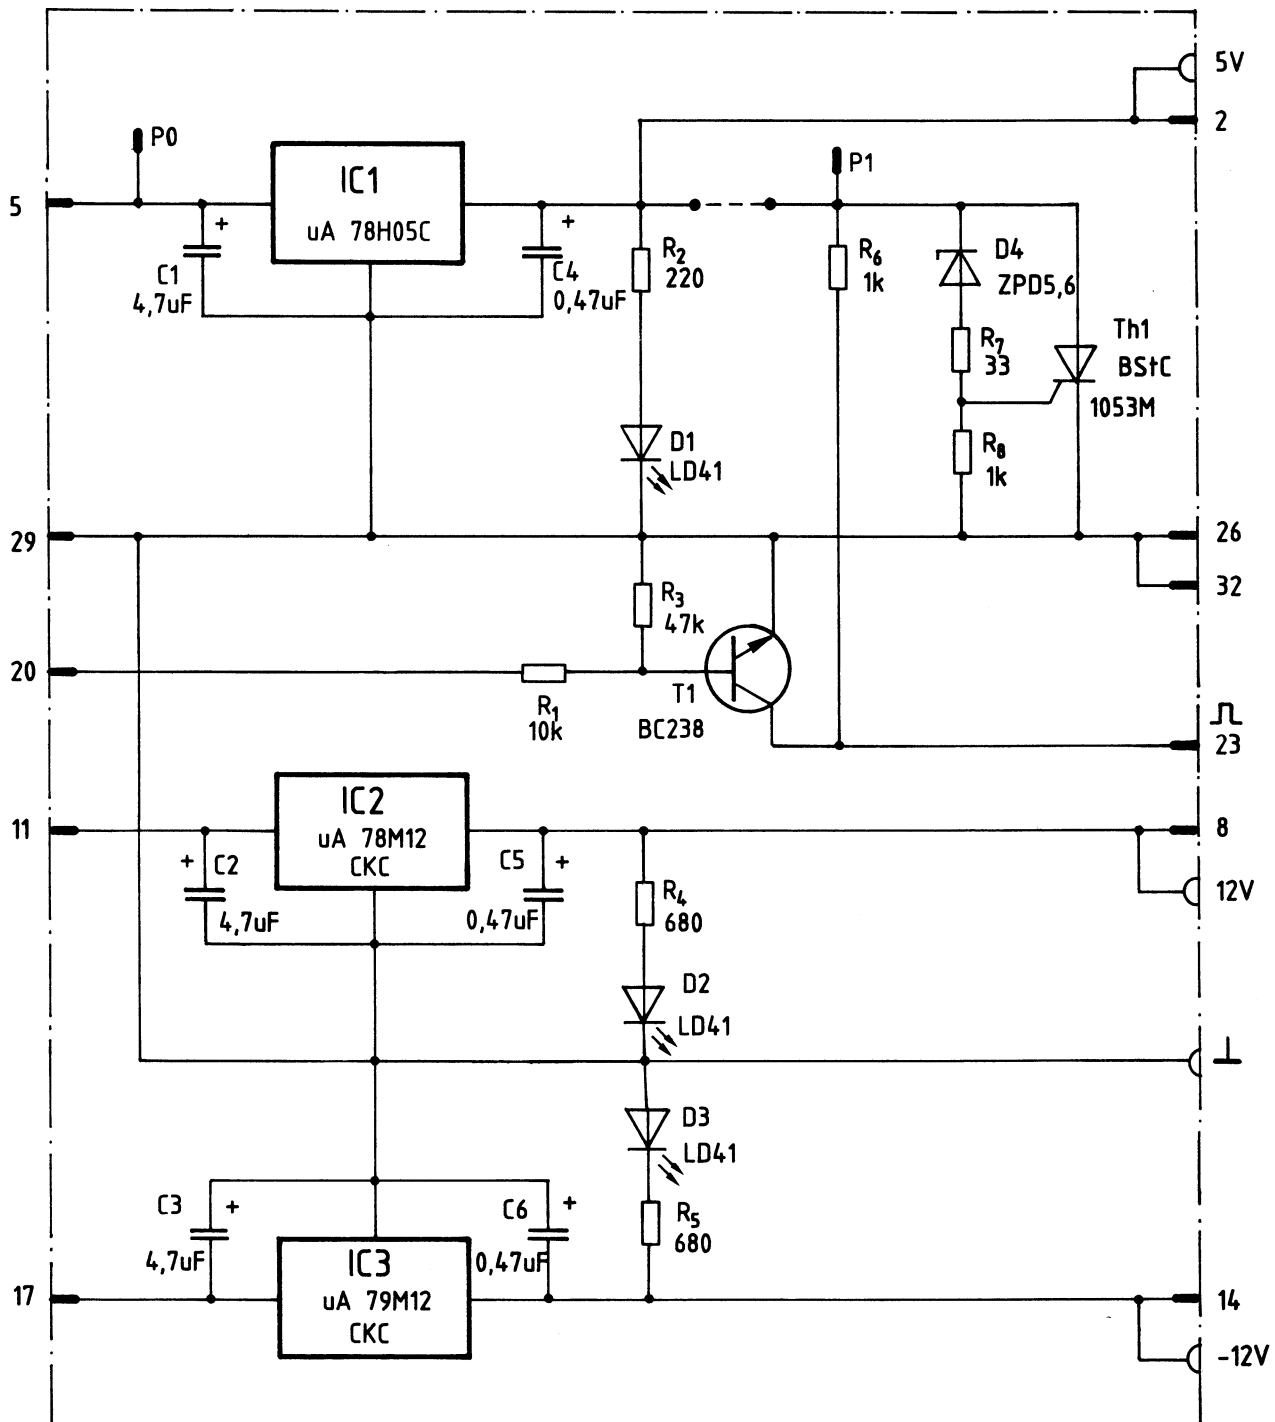 5V
2
P0
5
IC1
uA 78H05C
+
C1
4,7uF
+
C4
0,47uF
R2
220
P1
R6
1k
D4
ZPD5,6
R7
33
Th1
BStC
1053M
R8
1k
D1
LD41
29
26
32
R3
47k
20
R1
10k
T1
BC238
23
11
IC2
uA 78M12
CKC
+
C2
4,7uF
C5
+
0,47uF
R4
680
8
12V
D2
LD41
D3
LD41
C3
+
4,7uF
C6
+
0,47uF
R5
680
17
IC3
uA 79M12
CKC
14
-12V